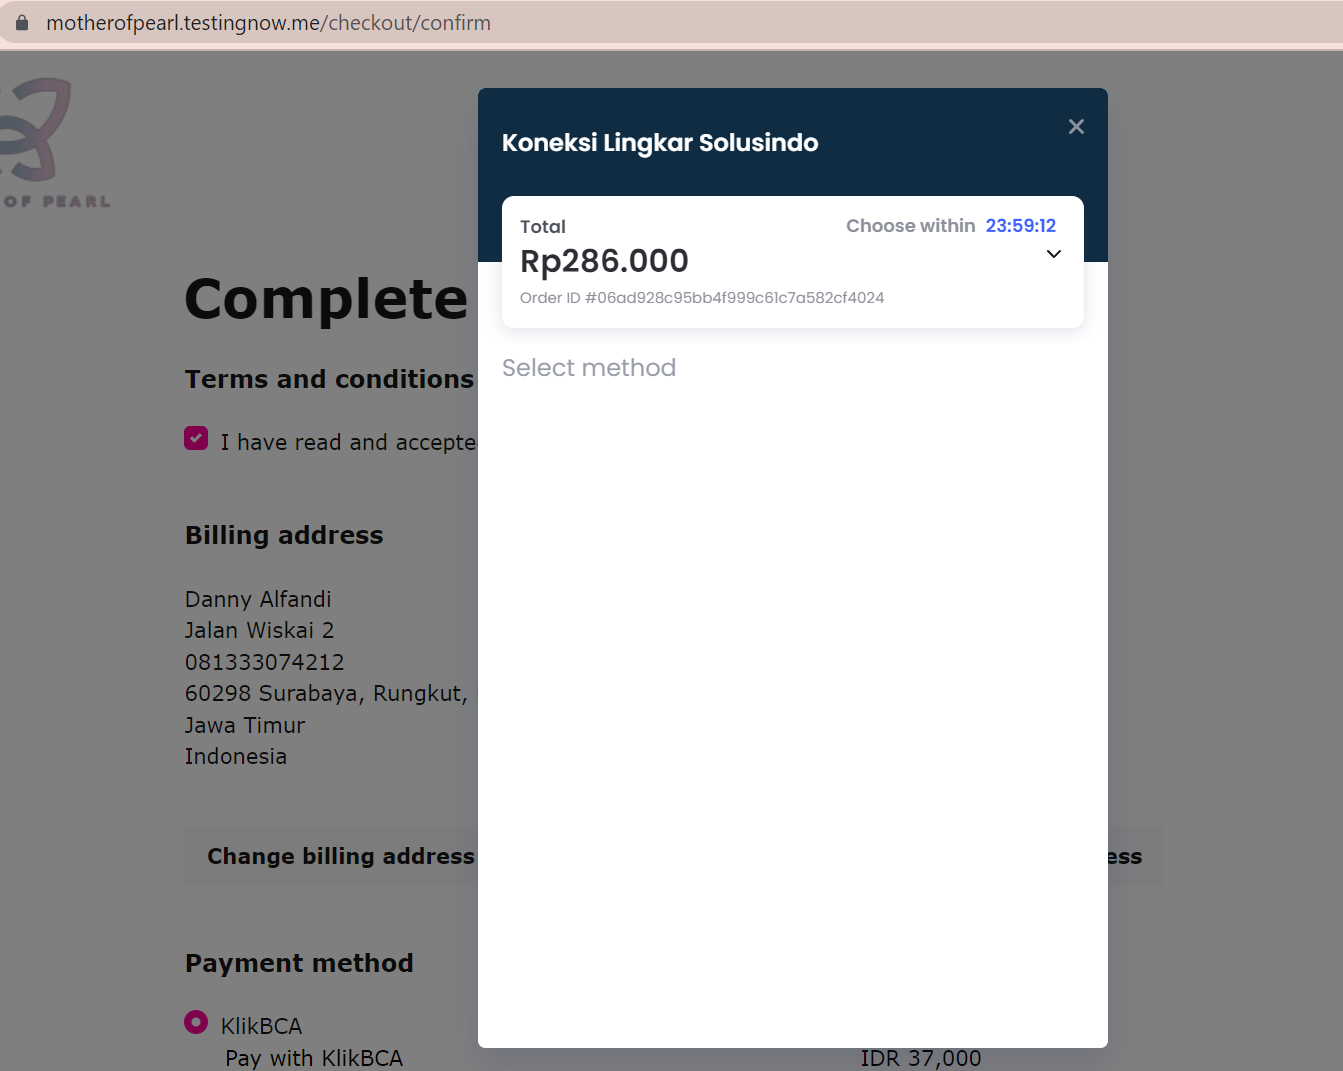 motherofpearl.testingnow.me/checkout/confirm
OF PEARL
Koneksi Lingkar Solusindo
Total
Choose within 23:59:12
Rp286.000
Order ID #06ad928c95bb4f999c61c7a582cf4024
Select method
Complete
Terms and conditions
I have read and accepte
Billing address
Danny Alfandi
Jalan Wiskai 2
081333074212
60298 Surabaya, Rungkut,
Jawa Timur
Indonesia
Change billing address
ess
Payment method
KlikBCA
Pay with KlikBCA
IDR 37,000